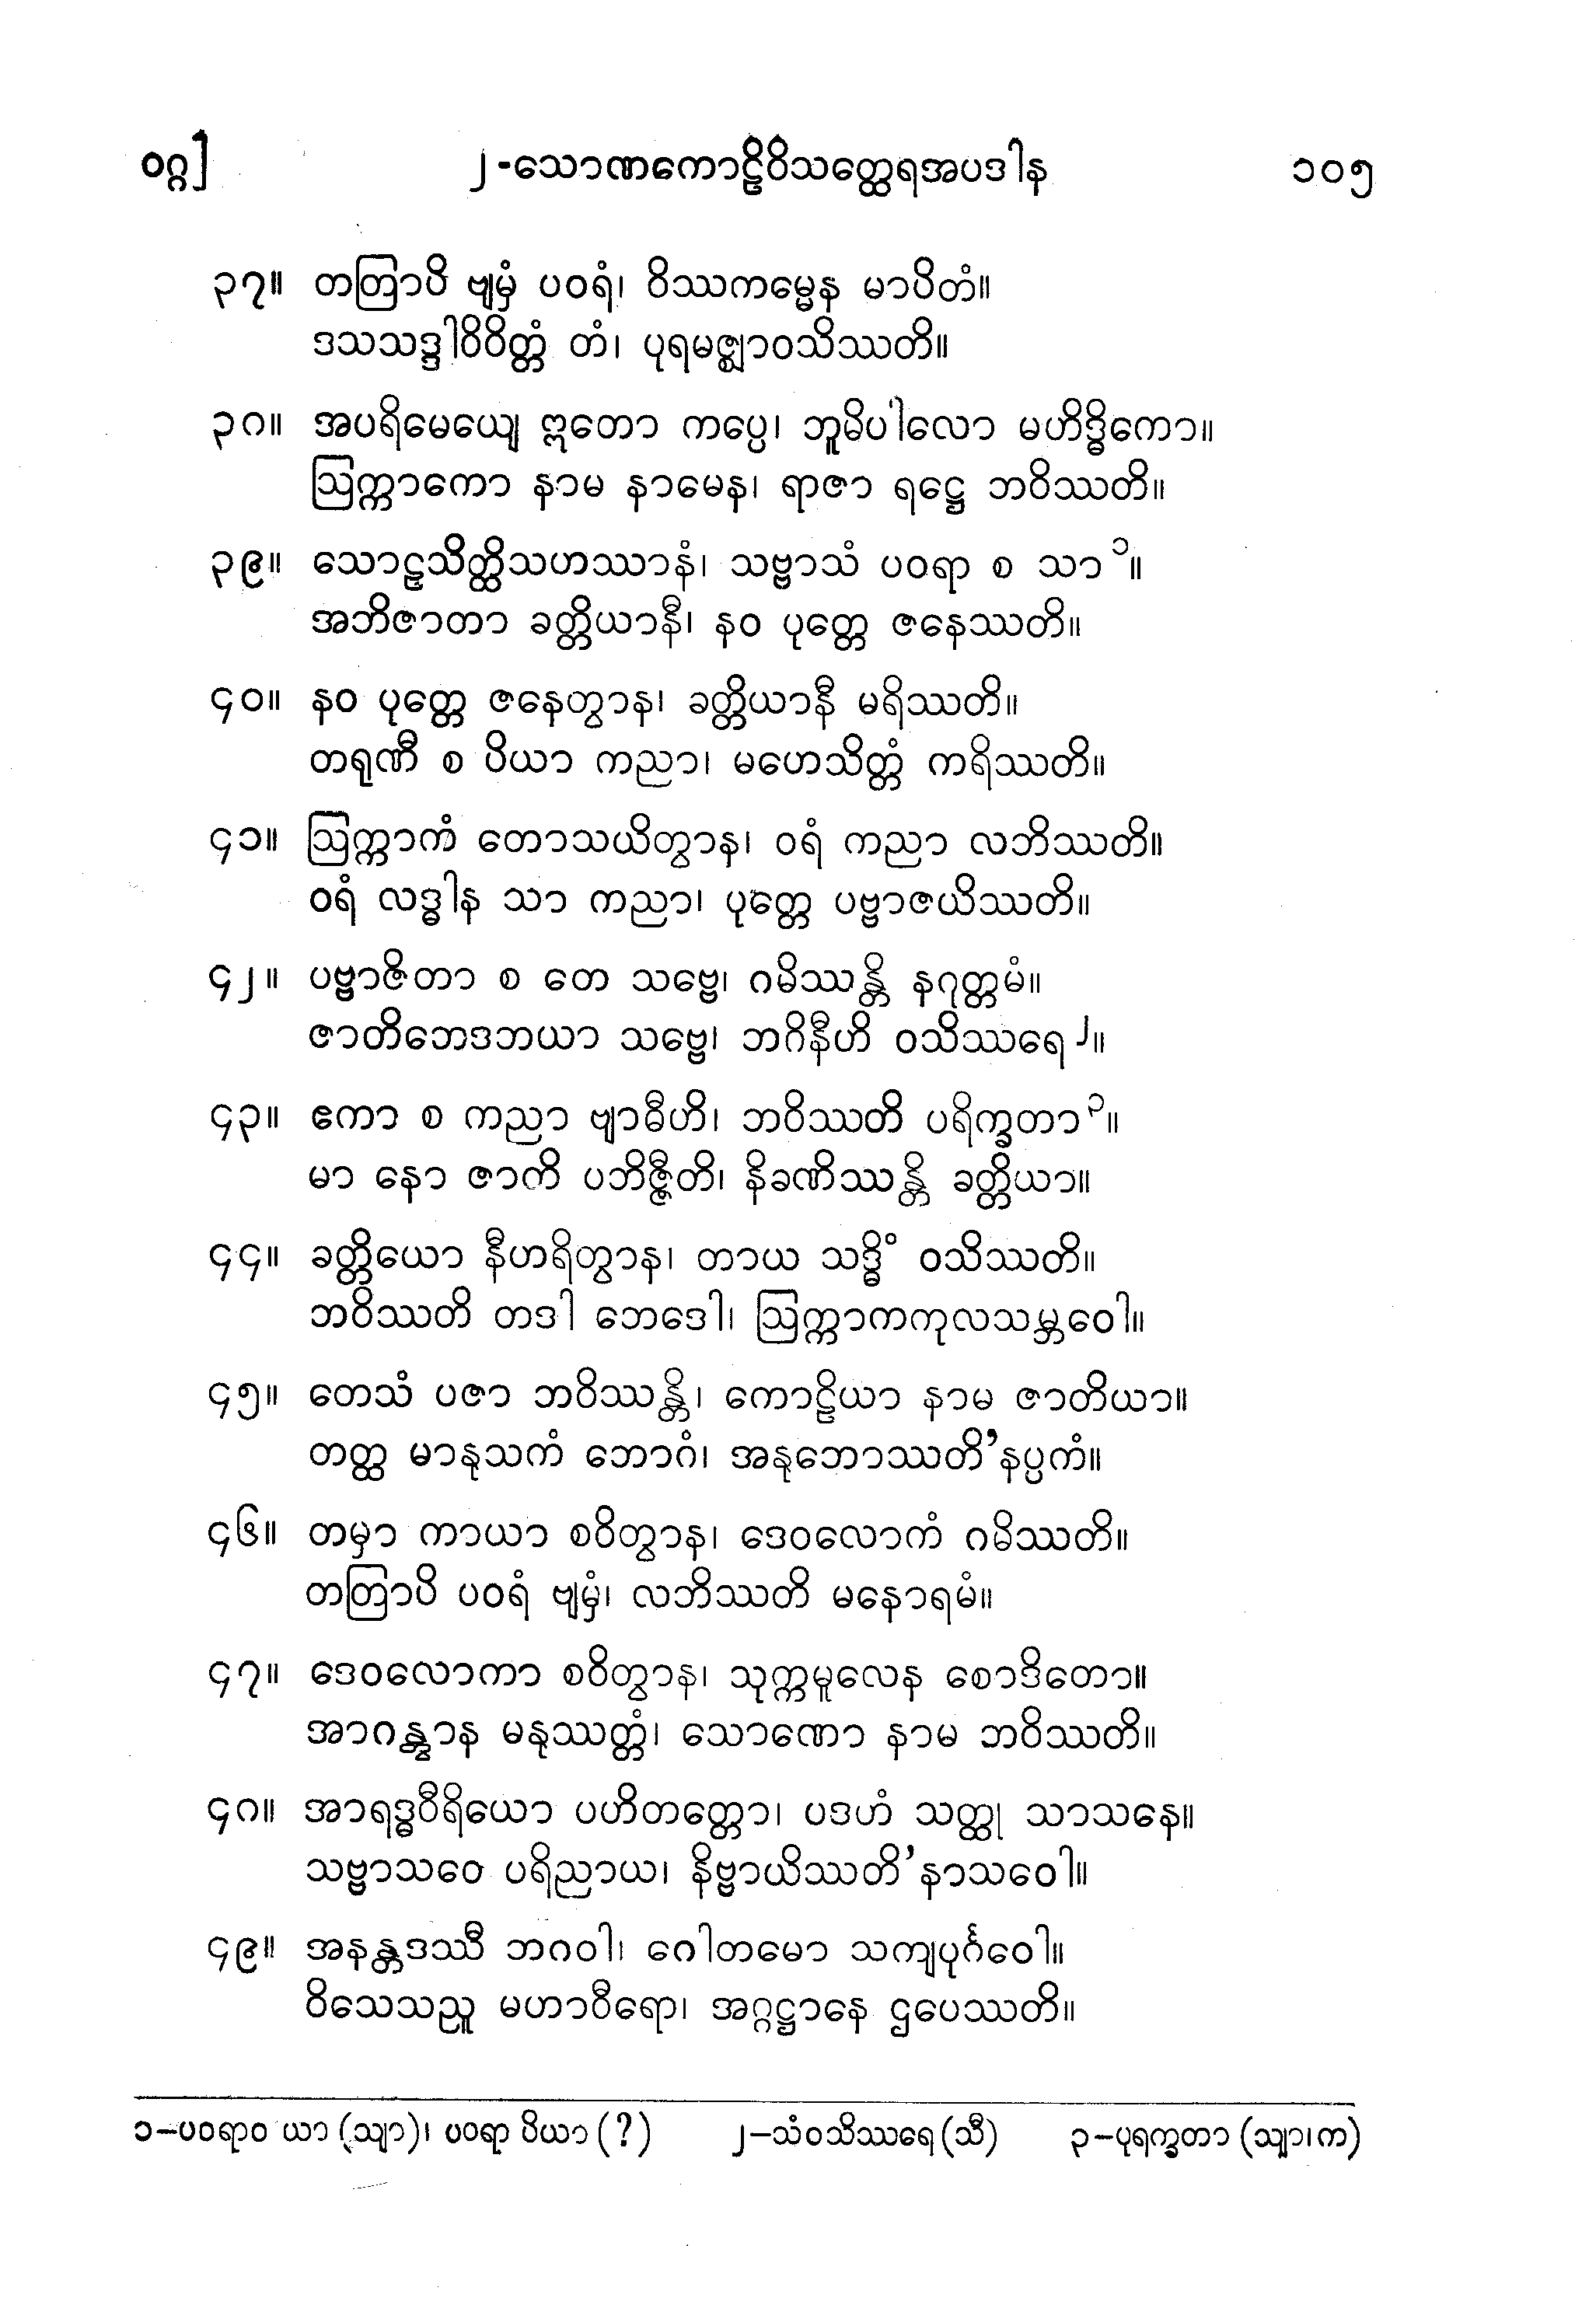 ဝဂ္ဂ]
၂-သောဏကောဠိဝိသတ္ထေရအပဒါန
၁၀၅
၃၇။ တတြာပိ ဗျမှံ ပဝရံ၊ ဝိဿကမ္မေန မာပိတံ။
ဒသသဒ္ဒါဝိဝိတ္တံ တံ၊ ပုရမဇ္ဈာဝသိဿတိ။
၃၈။ အပရိမေယျေ ဣတော ကပ္ပေ၊ ဘူမိပါလော မဟိဒ္ဓိကော။
ဩက္ကာကော နာမ နာမေန၊ ရာဇာ ရဋ္ဌေ ဘဝိဿတိ။
၃၉။ သောဠသိတ္ထိသဟဿာနံ၊ သဗ္ဗာသံ ပဝရာ စ သာ ၁။
အဘိဇာတာ ခတ္တိယာနီ၊ နဝ ပုတ္တေ ဇနေဿတိ။
၄၀။ နဝ ပုတ္တေ ဇနေတွာန၊ ခတ္တိယာနီ မရိဿတိ။
တရုဏီ စ ပိယာ ကညာ၊ မဟေသိတ္တံ ကရိဿတိ။
၄၁။ ဩက္ကာကံ တောသယိတွာန၊ ဝရံ ကညာ လဘိဿတိ။
ဝရံ လဒ္ဓါန သာ ကညာ၊ ပုတ္တေ ပဗ္ဗာဇယိဿတိ။
၄၂။ ပဗ္ဗာဇိတာ စ တေ သဗ္ဗေ၊ ဂမိဿန္တိ နဂုတ္တမံ။
ဇာတိဘေဒဘယာ သဗ္ဗေ၊ ဘဂိနီဟိ ဝသိဿရေ ၂။
၄၃။ ဧကာ စ ကညာ ဗျာဓီဟိ၊ ဘဝိဿတိ ပရိက္ခတာ ၃။
မာ နော ဇာတိ ပဘိဇ္ဇီတိ၊ နိခဏိဿန္တိ ခတ္တိယာ။
၄၄။ ခတ္တိယော နီဟရိတွာန၊ တာယ သဒ္ဓိံ ဝသိဿတိ။
ဘဝိဿတိ တဒါ ဘေဒေါ၊ ဩက္ကာကကုလသမ္ဘဝေါ။
၄၅။ တေသံ ပဇာ ဘဝိဿန္တိ၊ ကောဠိယာ နာမ ဇာတိယာ။
တတ္ထ မာနုသကံ ဘောဂံ၊ အနုဘောဿတိ’နပ္ပကံ။
၄၆။ တမှာ ကာယာ စဝိတွာန၊ ဒေဝလောကံ ဂမိဿတိ။
တတြာပိ ပဝရံ ဗျမှံ၊ လဘိဿတိ မနောရမံ။
၄၇။ ဒေဝလောကာ စဝိတွာန၊ သုက္ကမူလေန စောဒိတော။
အာဂန္တွာန မနုဿတ္တံ၊ သောဏော နာမ ဘဝိဿတိ။
၄၈။ အာရဒ္ဓဝီရိယော ပဟိတတ္တော၊ ပဒဟံ သတ္ထု သာသနေ။
သဗ္ဗာသဝေ ပရိညာယ၊ နိဗ္ဗာယိဿတိ’နာသဝေါ။
၄၉။ အနန္တဒဿီ ဘဂဝါ၊ ဂေါတမော သကျပုင်္ဂဝေါ။
ဝိသေသညူ မဟာဝီရော၊ အဂ္ဂဋ္ဌာနေ ဌပေဿတိ။
၁–ပဝရာဝ ယာ (သျာ)၊ ပဝရာ ပိယာ (?) ၂–သံဝသိဿရေ (သီ) ၃–ပုရက္ခတာ (သျာ၊က)